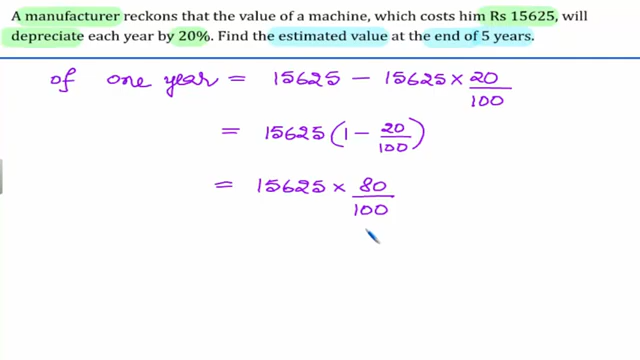 A manufacturer reckons that the value of a machine, which costs him Rs 15625, will
depreciate each year by 20%. Find the estimated value at the end of 5 years.
of one year = 15625 − 15625 × 20/100
= 15625 (1 − 20/100)
= 15625 × 80/100